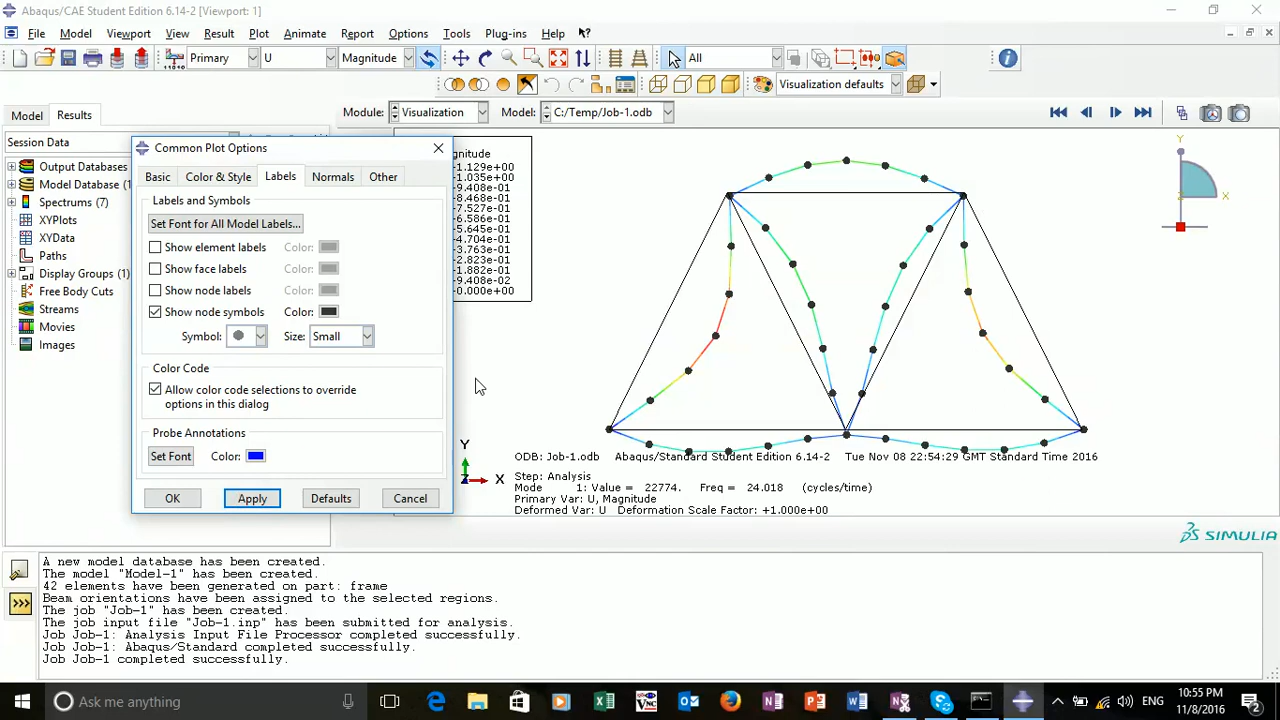 Abaqus/CAE Student Edition 6.14-2 [Viewport: 1]
File Model Viewport View Result Plot Animate Report Options Tools Plug-ins Help
Primary U Magnitude All
Visualization defaults
Model Results Module: Visualization Model: C:/Temp/Job-1.odb
Session Data
Output Databases
Model Database (1)
Spectrums (7)
XYPlots
XYData
Paths
Display Groups (1)
Free Body Cuts
Streams
Movies
Images
Common Plot Options
Basic Color & Style Labels Normals Other
Labels and Symbols
Set Font for All Model Labels...
Show element labels Color:
Show face labels Color:
Show node labels Color:
Show node symbols Color:
Symbol: Size: Small
Color Code
Allow color code selections to override
options in this dialog
Probe Annotations
Set Font Color:
OK Apply Defaults Cancel
gnitude
1.129e+00
1.035e+00
9.408e-01
8.468e-01
7.527e-01
6.586e-01
5.645e-01
4.704e-01
3.763e-01
2.823e-01
1.882e-01
9.408e-02
0.000e+00
Y
X
Z
Y
Z X
ODB: Job-1.odb Abaqus/Standard Student Edition 6.14-2 Tue Nov 08 22:54:29 GMT Standard Time 2016
Step: Analysis
Mode 1: Value = 22774. Freq = 24.018 (cycles/time)
Primary Var: U, Magnitude
Deformed Var: U Deformation Scale Factor: +1.000e+00
SIMULIA
A new model database has been created.
The model "Model-1" has been created.
42 elements have been generated on part: frame
Beam orientations have been assigned to the selected regions.
The job "Job-1" has been created.
The job input file "Job-1.inp" has been submitted for analysis.
Job Job-1: Analysis Input File Processor completed successfully.
Job Job-1: Abaqus/Standard completed successfully.
Job Job-1 completed successfully.
>>>
Ask me anything
ENG
10:55 PM
11/8/2016
2